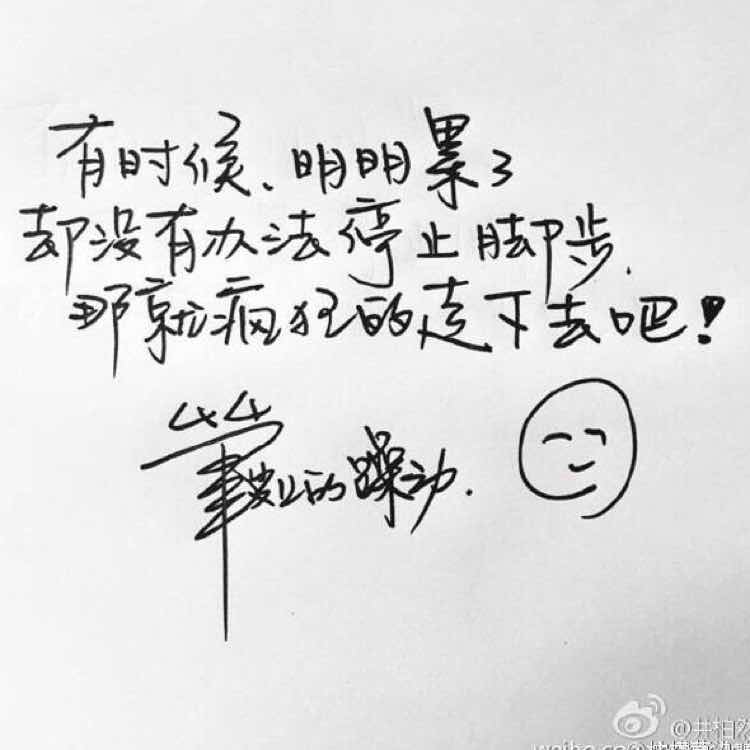 有时候、明明累了
却没有办法停止脚步.
那就疯狂的走下去吧!
笔尖上的躁动.
@井柏然
weibo.com/